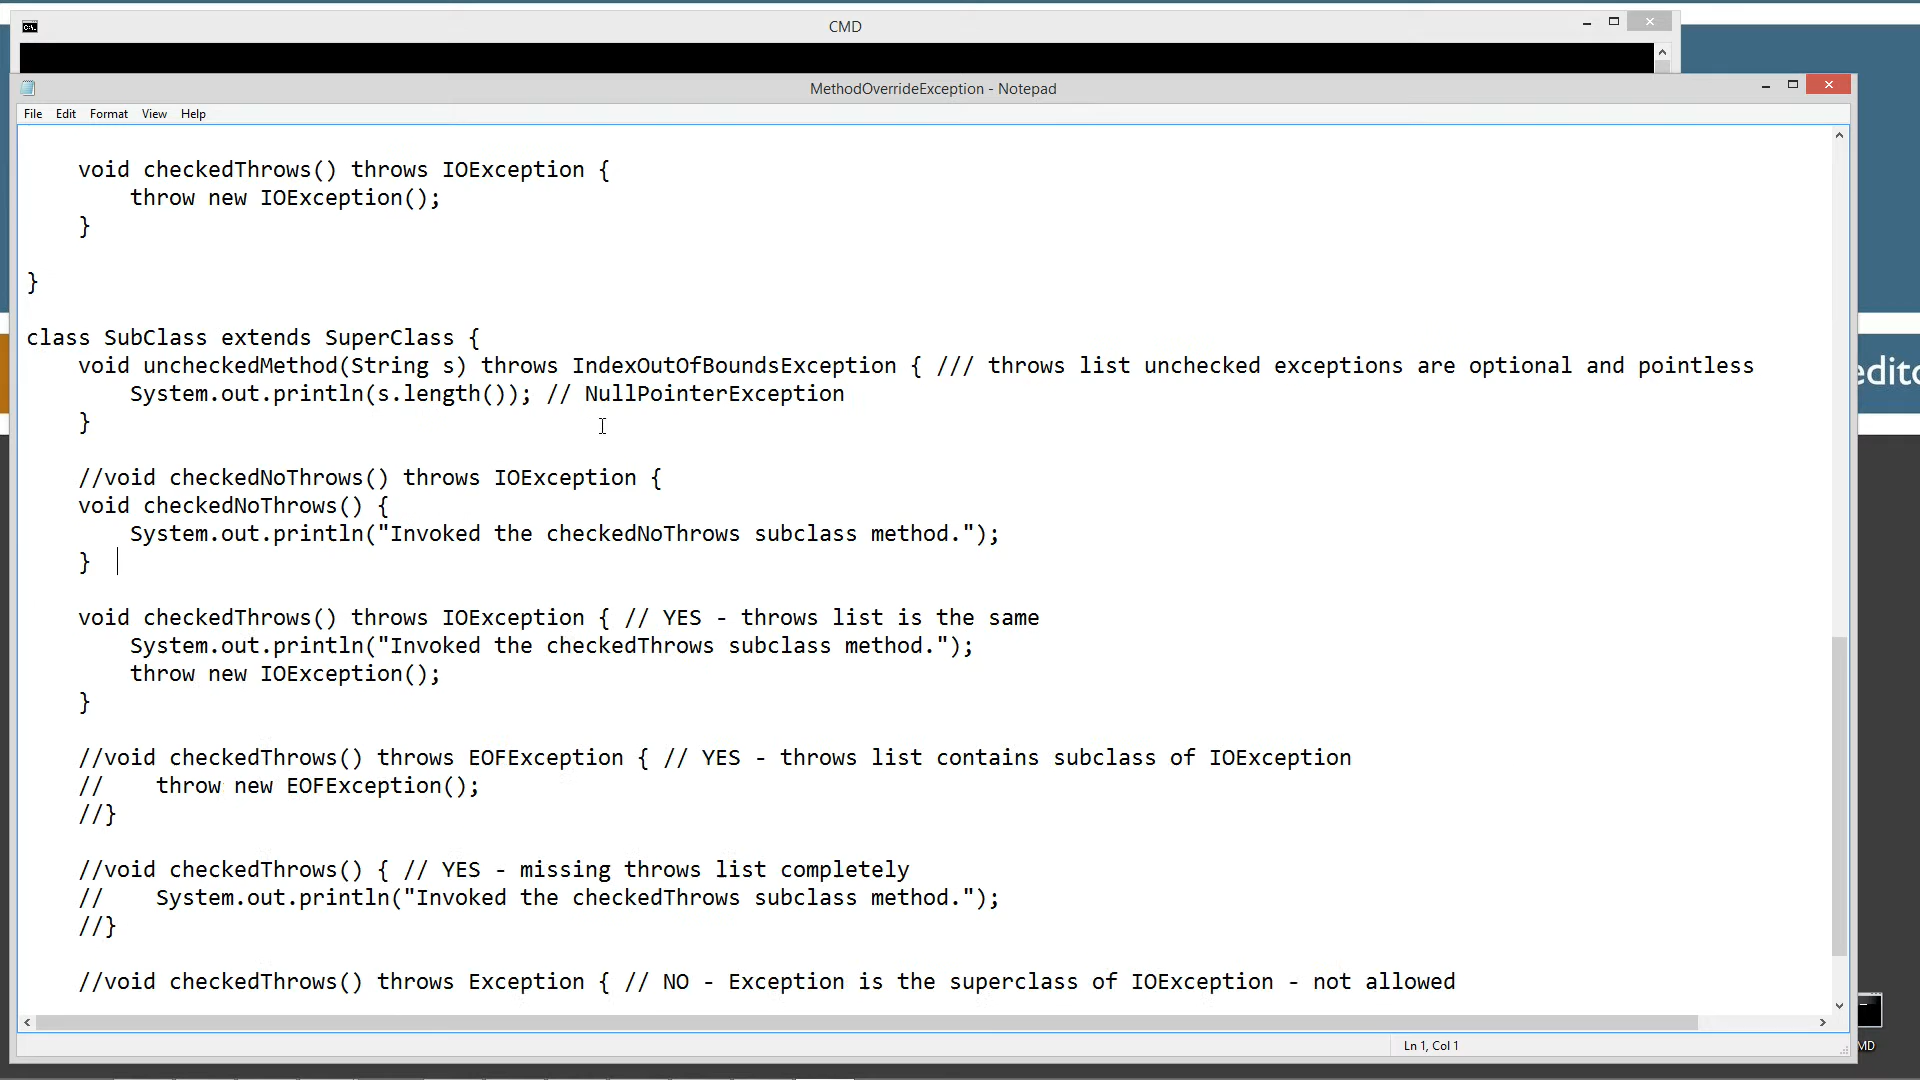 CMD
MethodOverrideException - Notepad
File Edit Format View Help
void checkedThrows() throws IOException {
throw new IOException();
}
}
class SubClass extends SuperClass {
void uncheckedMethod(String s) throws IndexOutOfBoundsException { /// throws list unchecked exceptions are optional and pointless
System.out.println(s.length()); // NullPointerException
}
//void checkedNoThrows() throws IOException {
void checkedNoThrows() {
System.out.println("Invoked the checkedNoThrows subclass method.");
}
void checkedThrows() throws IOException { // YES - throws list is the same
System.out.println("Invoked the checkedThrows subclass method.");
throw new IOException();
}
//void checkedThrows() throws EOFException { // YES - throws list contains subclass of IOException
// throw new EOFException();
//}
//void checkedThrows() { // YES - missing throws list completely
// System.out.println("Invoked the checkedThrows subclass method.");
//}
//void checkedThrows() throws Exception { // NO - Exception is the superclass of IOException - not allowed
Ln 1, Col 1